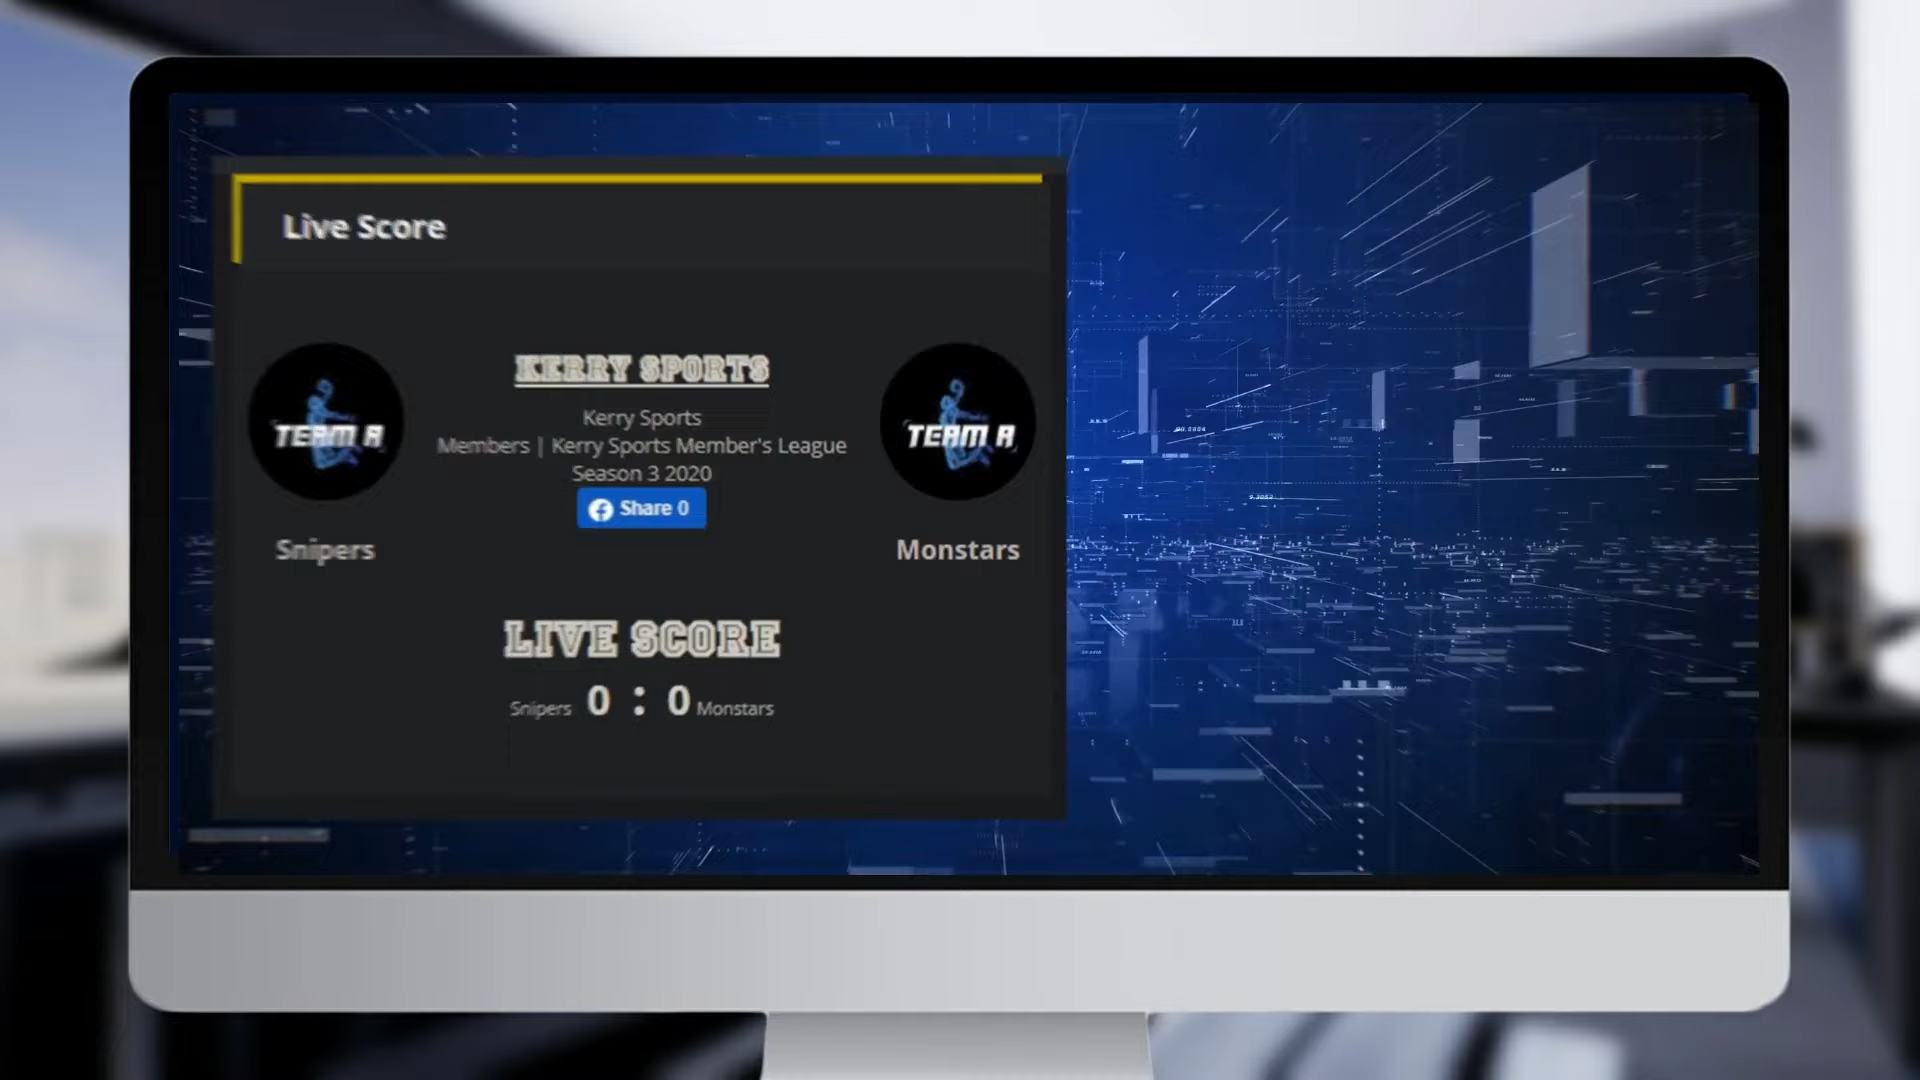 Live Score
KERRY SPORTS
Kerry Sports
Members | Kerry Sports Member's League
Season 3 2020
Share 0
TEAM A
TEAM A
Snipers
Monstars
LIVE SCORE
Snipers 0 : 0 Monstars